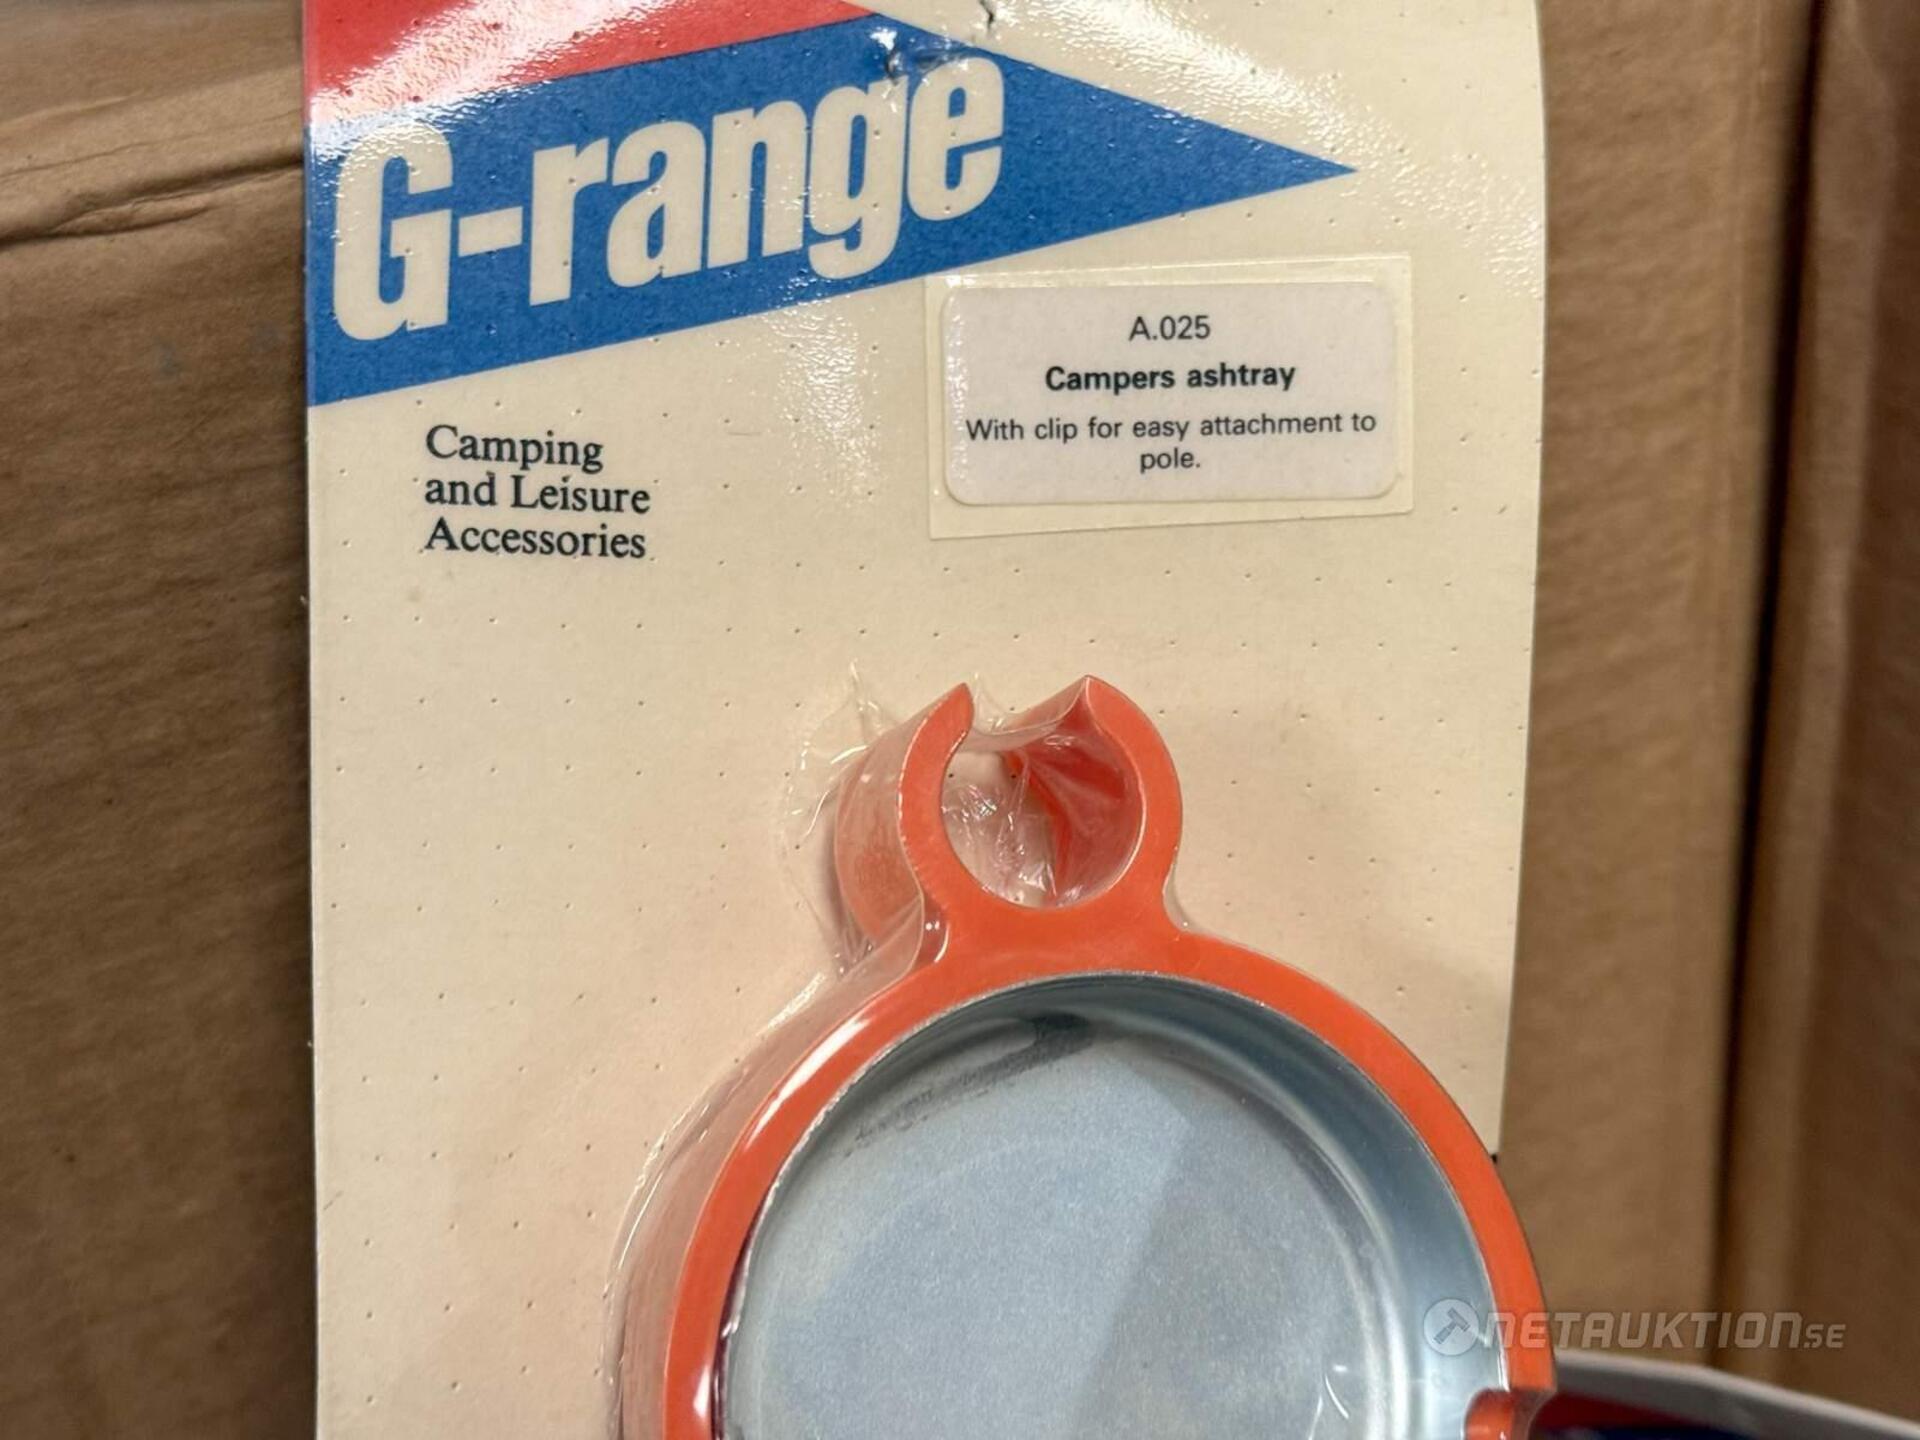 G-range
A.025
Campers ashtray
With clip for easy attachment to
pole.
Camping
and Leisure
Accessories
NETAUKTION.SE